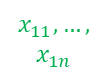 x₁₁, … ,
x₁ₙ